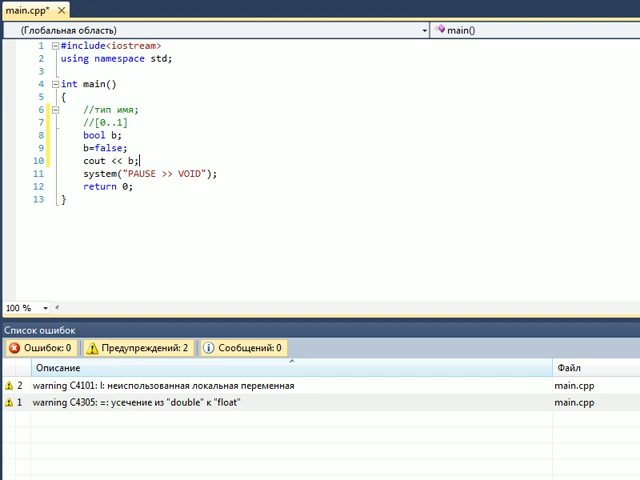 main.cpp*
(Глобальная область) main()
1 #include<iostream>
2 using namespace std;
3
4 int main()
5 {
6 //тип имя;
7 //[0..1]
8 bool b;
9 b=false;
10 cout << b;
11 system("PAUSE >> VOID");
12 return 0;
13 }
100 %
Список ошибок
Ошибок: 0 Предупреждений: 2 Сообщений: 0
Описание Файл
2 warning C4101: l: неиспользованная локальная переменная main.cpp
1 warning C4305: =: усечение из "double" к "float" main.cpp